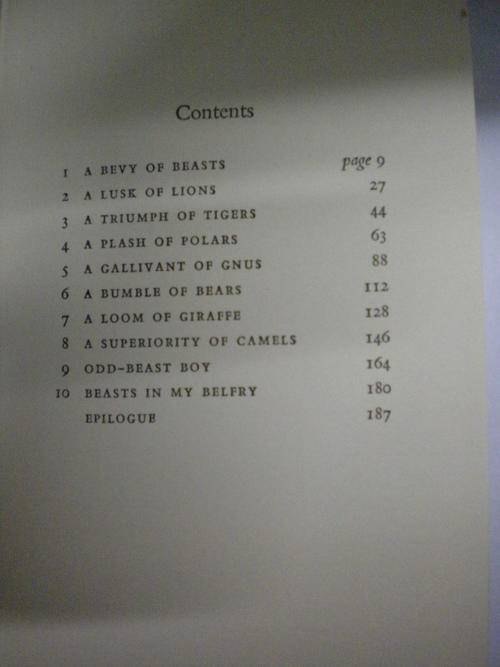 Contents
1 A BEVY OF BEASTS page 9
2 A LUSK OF LIONS 27
3 A TRIUMPH OF TIGERS 44
4 A PLASH OF POLARS 63
5 A GALLIVANT OF GNUS 88
6 A BUMBLE OF BEARS 112
7 A LOOM OF GIRAFFE 128
8 A SUPERIORITY OF CAMELS 146
9 ODD-BEAST BOY 164
10 BEASTS IN MY BELFRY 180
EPILOGUE 187